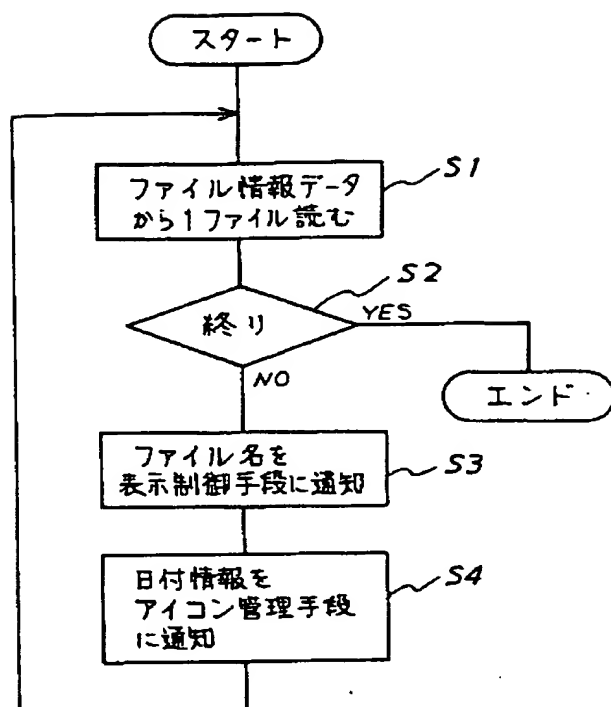 スタート
S1
ファイル情報データ
から1ファイル読む
S2
終り
YES
NO
エンド
ファイル名を
表示制御手段に通知
S3
日付情報を
アイコン管理手段
に通知
S4